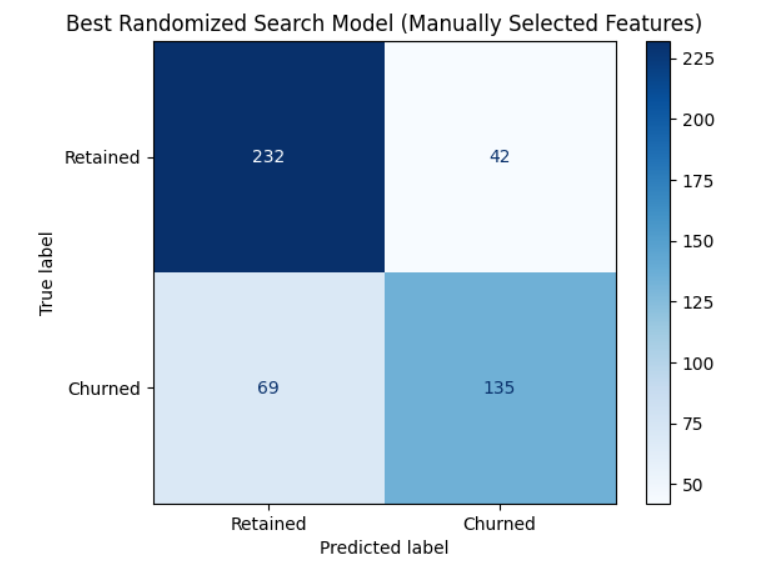 Best Randomized Search Model (Manually Selected Features)
225
200
175
150
125
100
75
50
Retained
232
42
True label
Churned
69
135
Retained
Churned
Predicted label